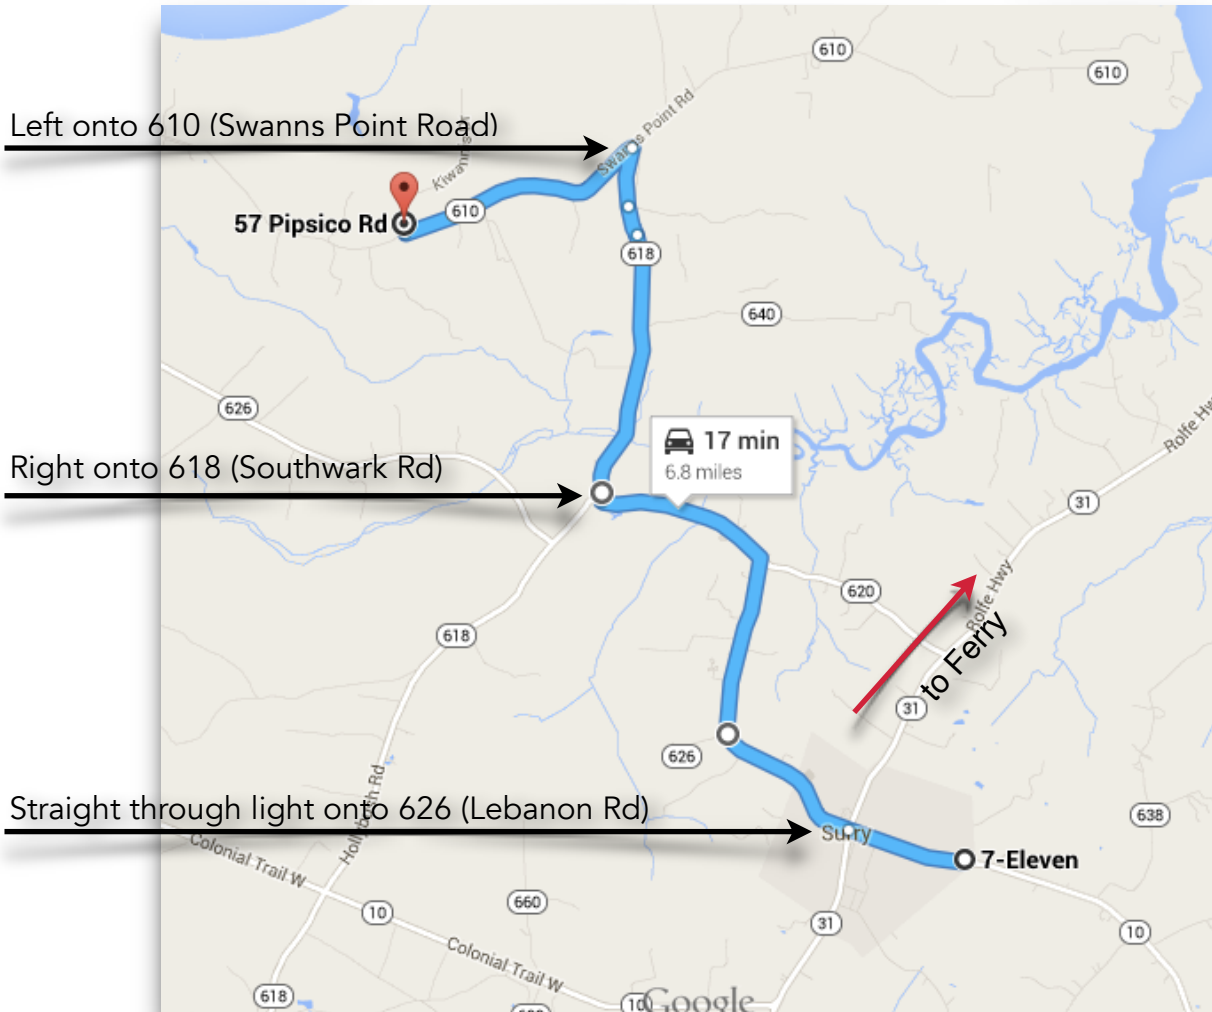 610
610
Left onto 610 (Swanns Point Road)
Swanns Point Rd
610
57 Pipsico Rd
618
640
626
17 min
6.8 miles
Rolfe Hwy
Right onto 618 (Southwark Rd)
31
620
Rolfe Hwy
to Ferry
618
31
626
Hollybush Rd
Straight through light onto 626 (Lebanon Rd)
638
Surry
7-Eleven
Colonial Trail W
660
10
31
10
Colonial Trail W
618
10
Google